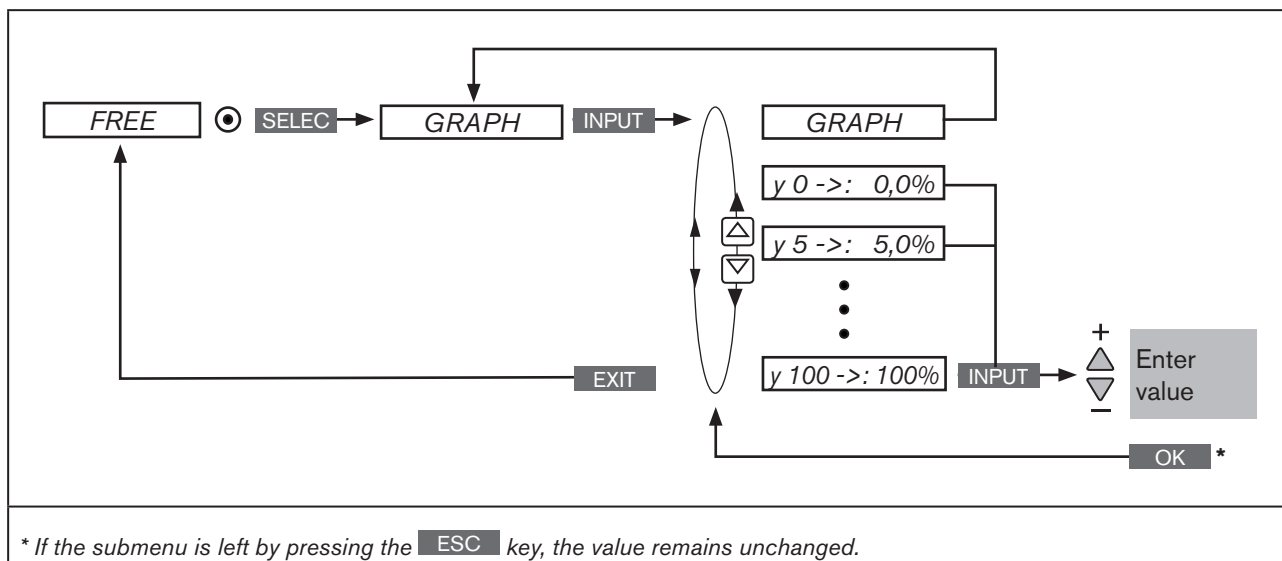 FREE SELEC GRAPH INPUT GRAPH
y 0 ->: 0,0%
y 5 ->: 5,0%
y 100 ->: 100% INPUT + Enter
value
−
EXIT
OK *
* If the submenu is left by pressing the ESC key, the value remains unchanged.